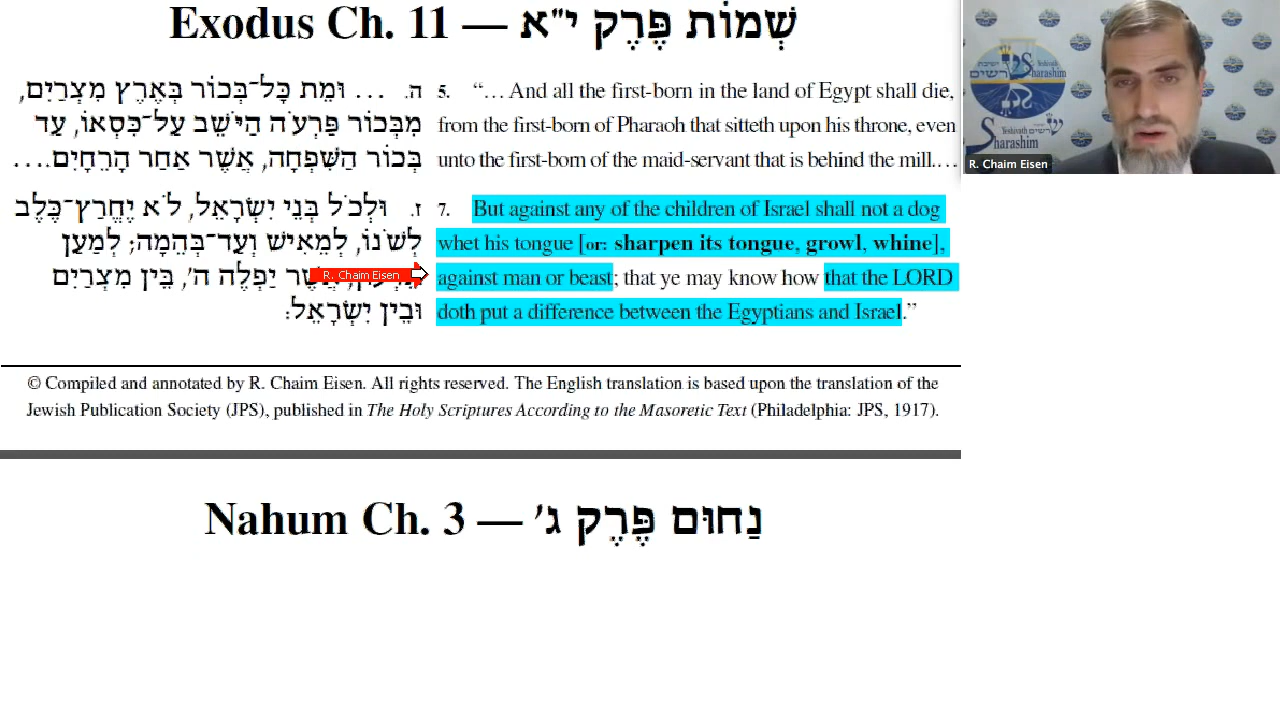 Exodus Ch. 11 — שְׁמוֹת פֶּרֶק י״א
ה. … וּמֵת כָּל־בְּכוֹר בְּאֶרֶץ מִצְרַיִם,
מִבְּכוֹר פַּרְעֹה הַיֹּשֵׁב עַל־כִּסְאוֹ, עַד
בְּכוֹר הַשִּׁפְחָה, אֲשֶׁר אַחַר הָרֵחָיִם….
5. “… And all the first-born in the land of Egypt shall die,
from the first-born of Pharaoh that sitteth upon his throne, even
unto the first-born of the maid-servant that is behind the mill.…
ז. וּלְכֹל בְּנֵי יִשְׂרָאֵל, לֹא יֶחֱרַץ־כֶּלֶב
לְשֹׁנוֹ, לְמֵאִישׁ וְעַד־בְּהֵמָה; לְמַעַן
יַפְלֶה ה׳, בֵּין מִצְרַיִם
וּבֵין יִשְׂרָאֵל:
7. But against any of the children of Israel shall not a dog
whet his tongue [or: sharpen its tongue, growl, whine],
against man or beast; that ye may know how that the LORD
doth put a difference between the Egyptians and Israel.”
R. Chaim Eisen
© Compiled and annotated by R. Chaim Eisen. All rights reserved. The English translation is based upon the translation of the
Jewish Publication Society (JPS), published in The Holy Scriptures According to the Masoretic Text (Philadelphia: JPS, 1917).
Nahum Ch. 3 — נַחוּם פֶּרֶק ג׳
Yeshivath
Sharashim
R. Chaim Eisen